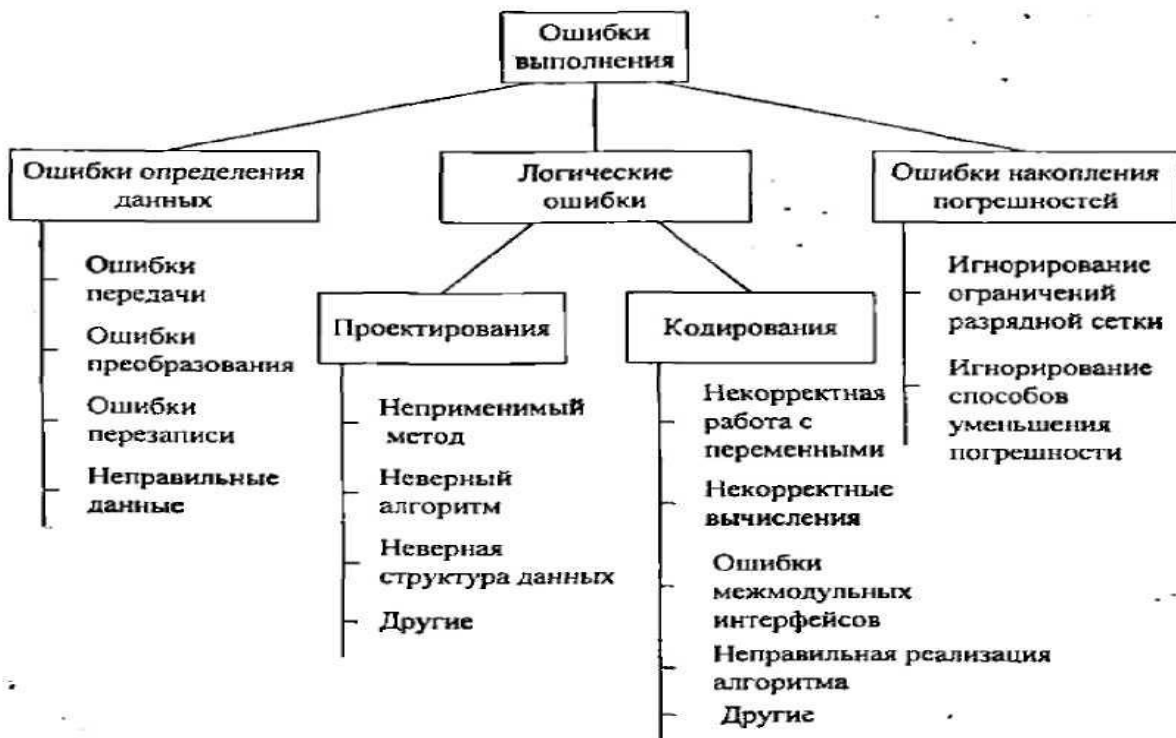 Ошибки
выполнения
Ошибки определения
данных
Логические
ошибки
Ошибки накопления
погрешностей
Ошибки
передачи
Ошибки
преобразования
Ошибки
перезаписи
Неправильные
данные
Проектирования
Неприменимый
метод
Неверный
алгоритм
Неверная
структура данных
Другие
Кодирования
Некорректная
работа с
переменными
Некорректные
вычисления
Ошибки
межмодульных
интерфейсов
Неправильная реализация
алгоритма
Другие
Игнорирование
ограничений
разрядной сетки
Игнорирование
способов
уменьшения
погрешности